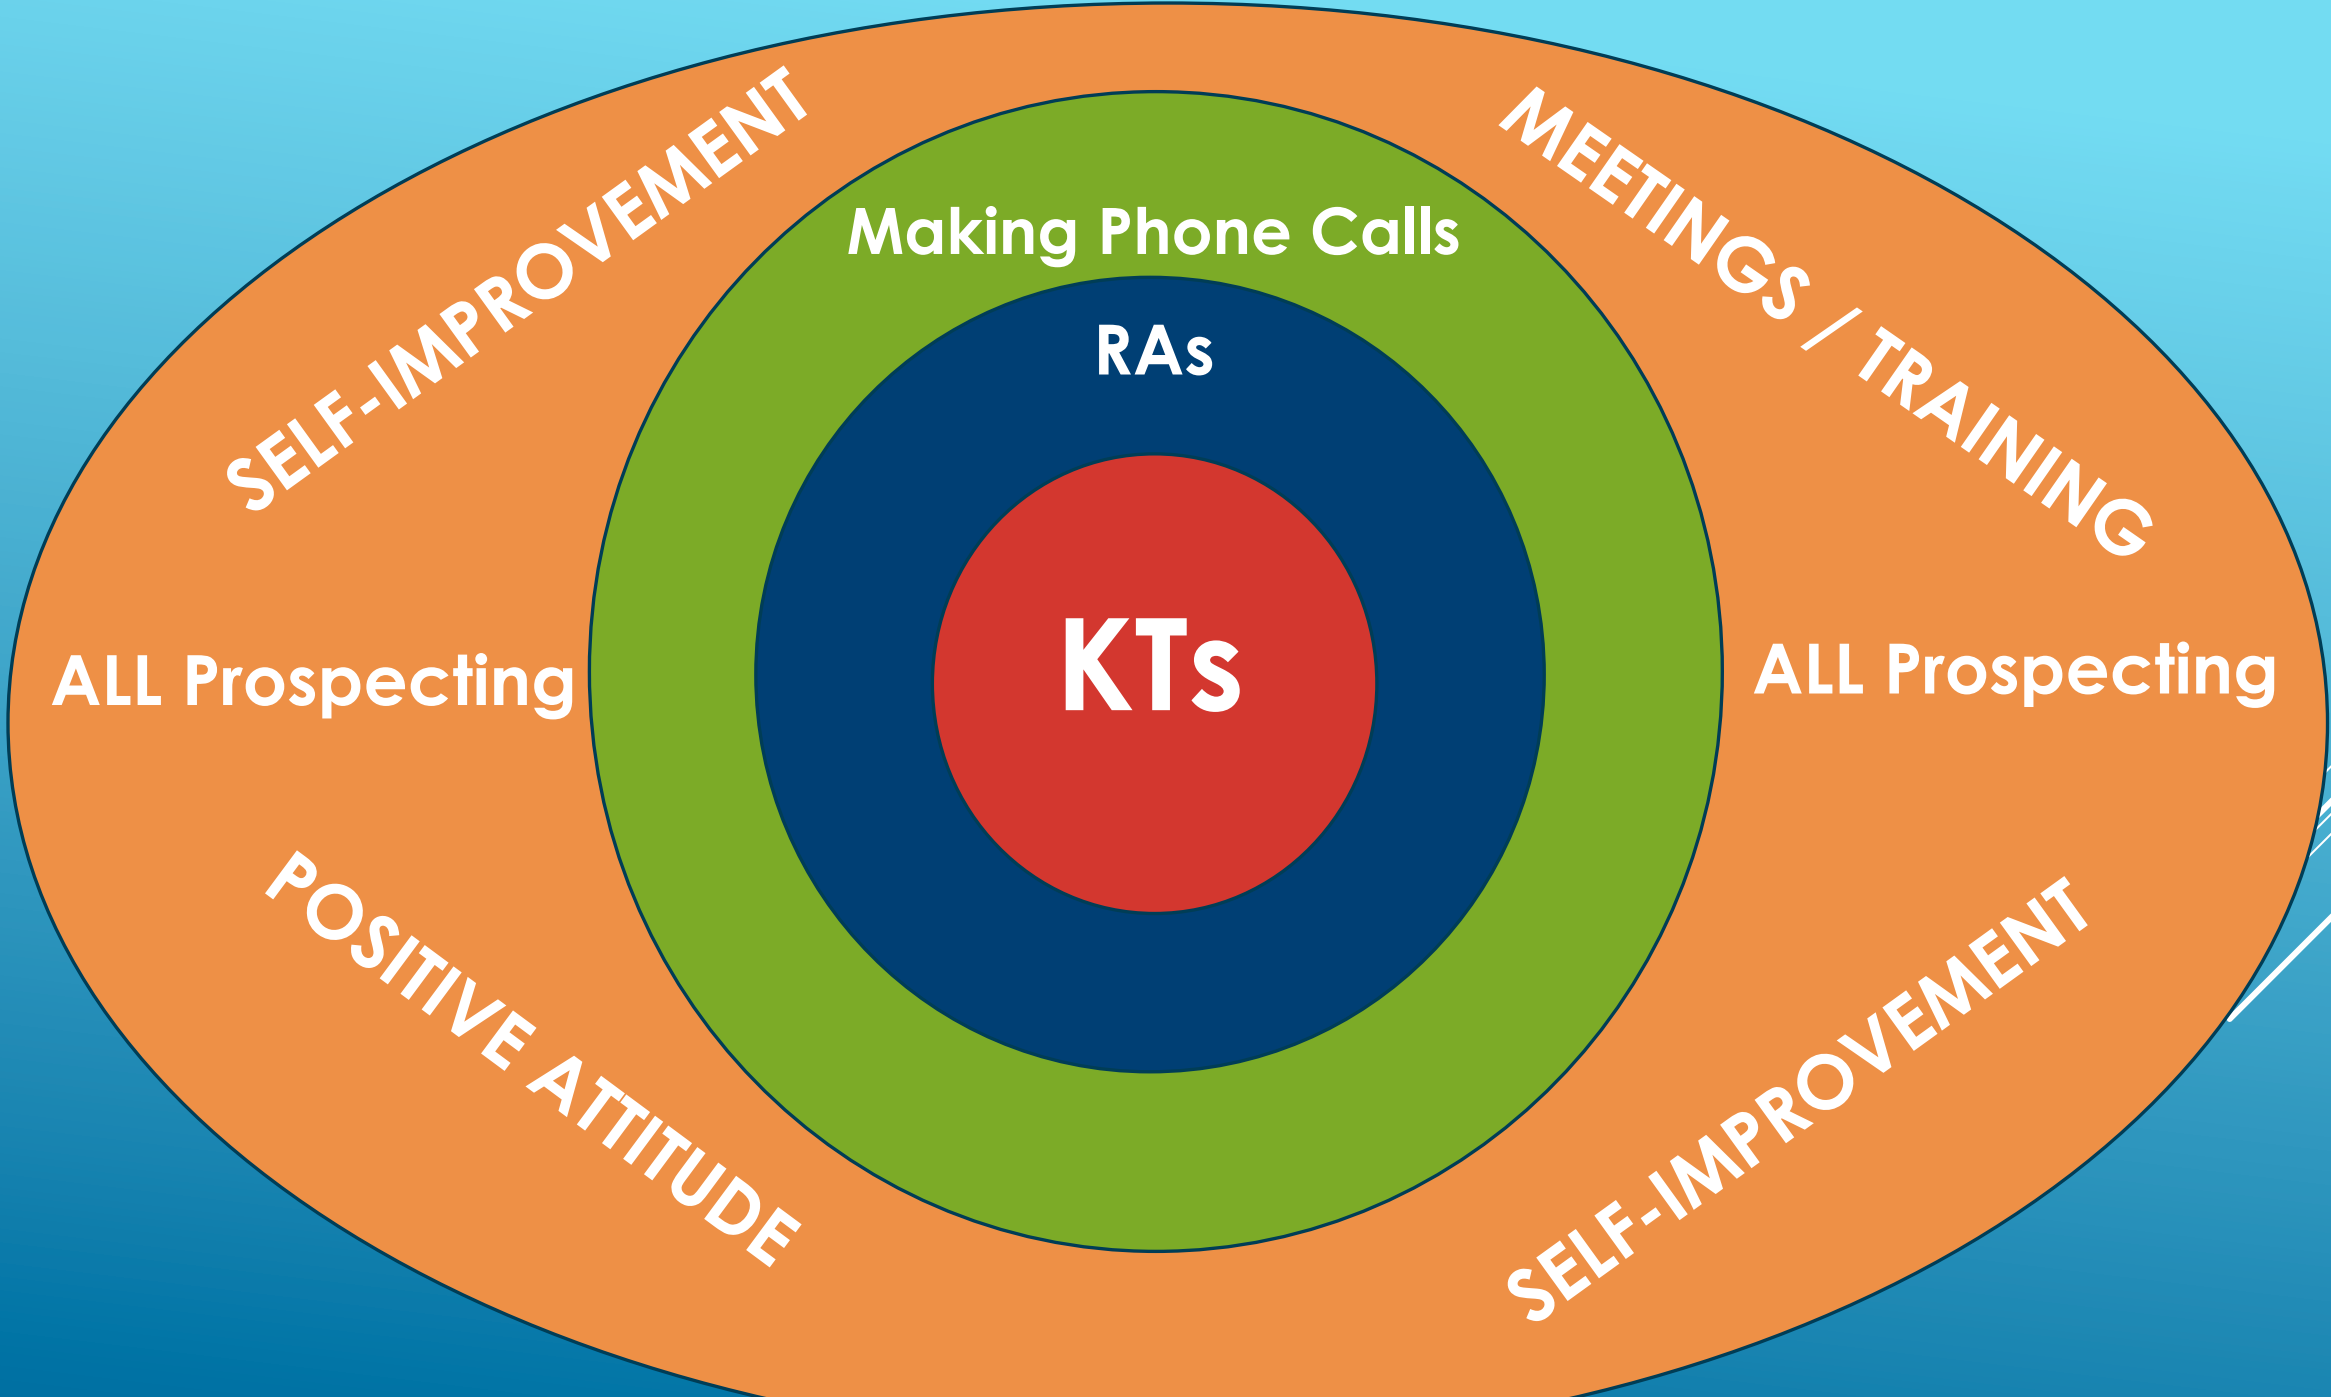 SELF-IMPROVEMENT
MEETINGS / TRAINING
Making Phone Calls
RAs
KTs
ALL Prospecting
ALL Prospecting
POSITIVE ATTITUDE
SELF-IMPROVEMENT